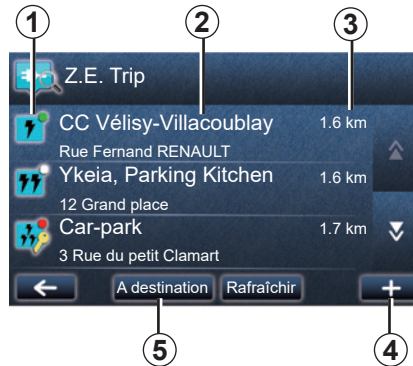 1 2 3
Z.E. Trip
CC Vélisy-Villacoublay 1.6 km
Rue Fernand RENAULT
Ykeia, Parking Kitchen 1.6 km
12 Grand place
Car-park 1.7 km
3 Rue du petit Clamart
A destination Rafraîchir
5 4